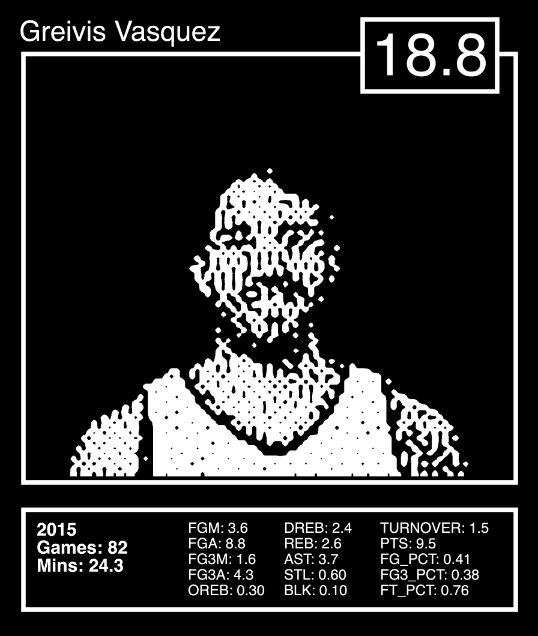 Greivis Vasquez
18.8
2015
Games: 82
Mins: 24.3
FGM: 3.6
FGA: 8.8
FG3M: 1.6
FG3A: 4.3
OREB: 0.30
DREB: 2.4
REB: 2.6
AST: 3.7
STL: 0.60
BLK: 0.10
TURNOVER: 1.5
PTS: 9.5
FG_PCT: 0.41
FG3_PCT: 0.38
FT_PCT: 0.76